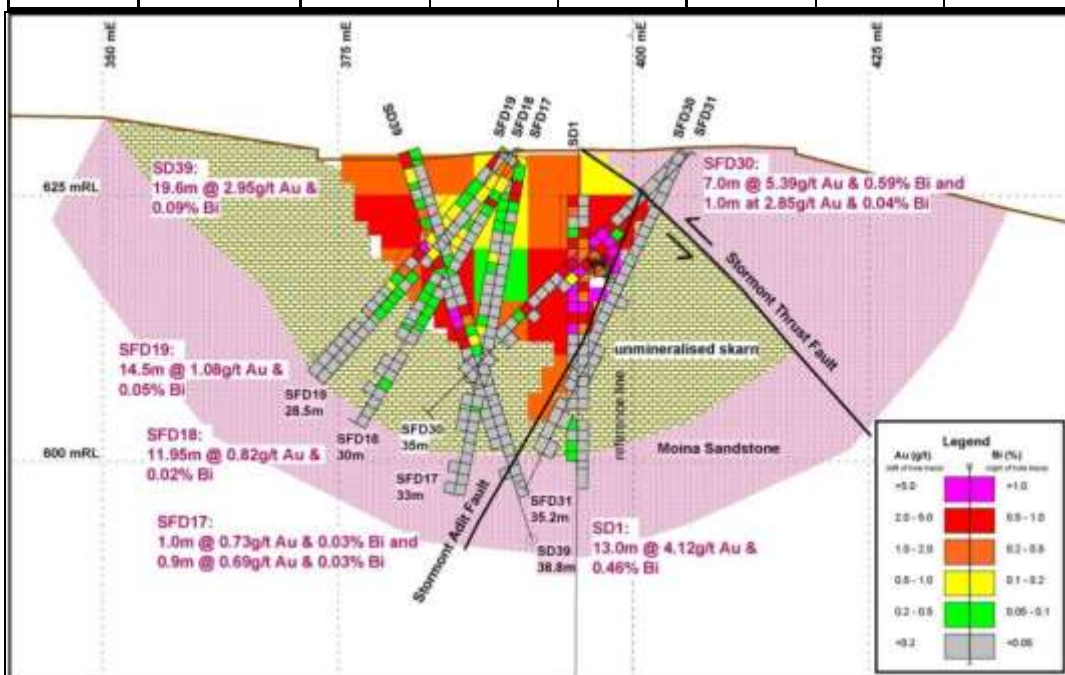 350 mE
375 mE
400 mE
425 mE
SD39
SFD19
SFD18
SFD17
SD1
SFD30
SFD31
SD39:
19.6m @ 2.95g/t Au &
0.09% Bi
625 mRL
SFD30:
7.0m @ 5.39g/t Au & 0.59% Bi and
1.0m at 2.85g/t Au & 0.04% Bi
Stormont Thrust Fault
SFD19:
14.5m @ 1.08g/t Au &
0.05% Bi
unmineralised skarn
reference line
SFD19
28.5m
SFD18
30m
SFD30
35m
SFD18:
11.95m @ 0.82g/t Au &
0.02% Bi
600 mRL
Moina Sandstone
SFD17
33m
SFD31
35.2m
Stormont Adit Fault
SFD17:
1.0m @ 0.73g/t Au & 0.03% Bi and
0.9m @ 0.69g/t Au & 0.03% Bi
SD39
38.8m
SD1:
13.0m @ 4.12g/t Au &
0.46% Bi
Legend
Au (g/t)
Bi (%)
>5.0
>1.0
2.0 - 5.0
0.5 - 1.0
1.0 - 2.0
0.2 - 0.5
0.5 - 1.0
0.1 - 0.2
0.2 - 0.5
0.05 - 0.1
<0.2
<0.05